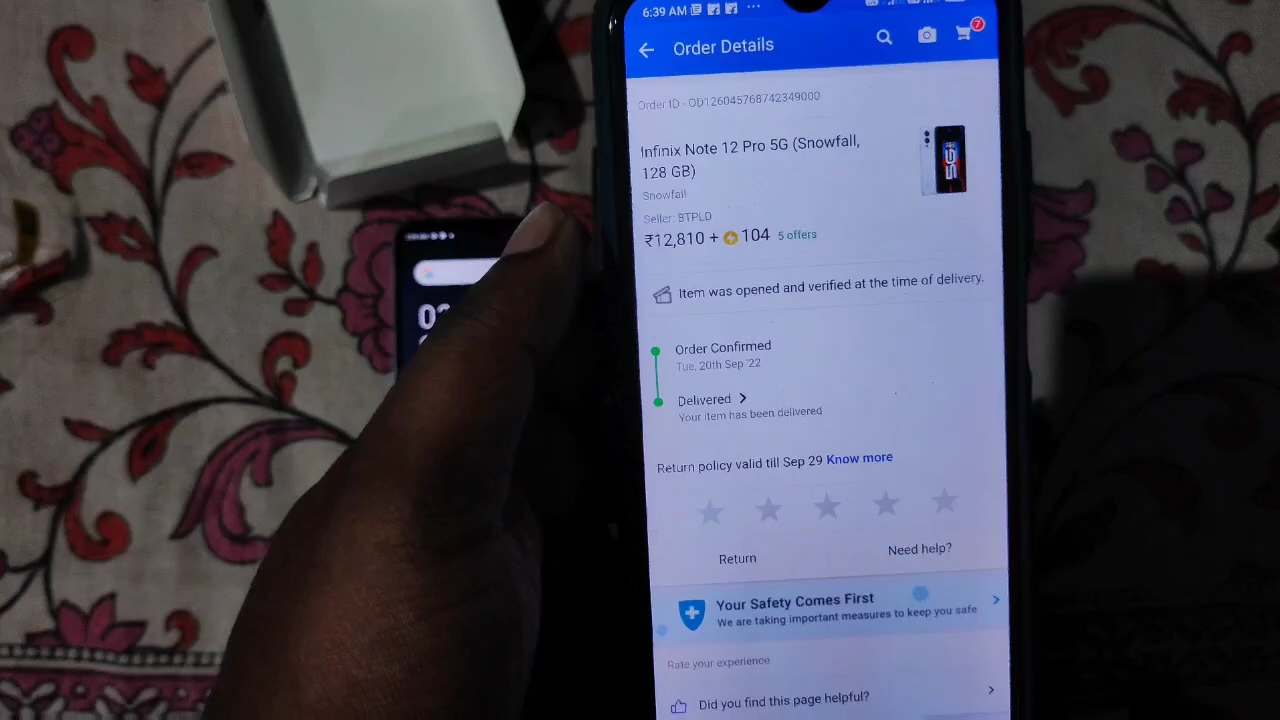 6:39 AM
Order Details
7
Order ID - OD126045768742349000
Infinix Note 12 Pro 5G (Snowfall,
128 GB)
Snowfall
Seller: BTPLD
₹12,810 + 104 5 offers
5G
Item was opened and verified at the time of delivery.
Order Confirmed
Tue, 20th Sep '22
Delivered
Your item has been delivered
Return policy valid till Sep 29 Know more
Return
Need help?
Your Safety Comes First
We are taking important measures to keep you safe
Rate your experience
Did you find this page helpful?